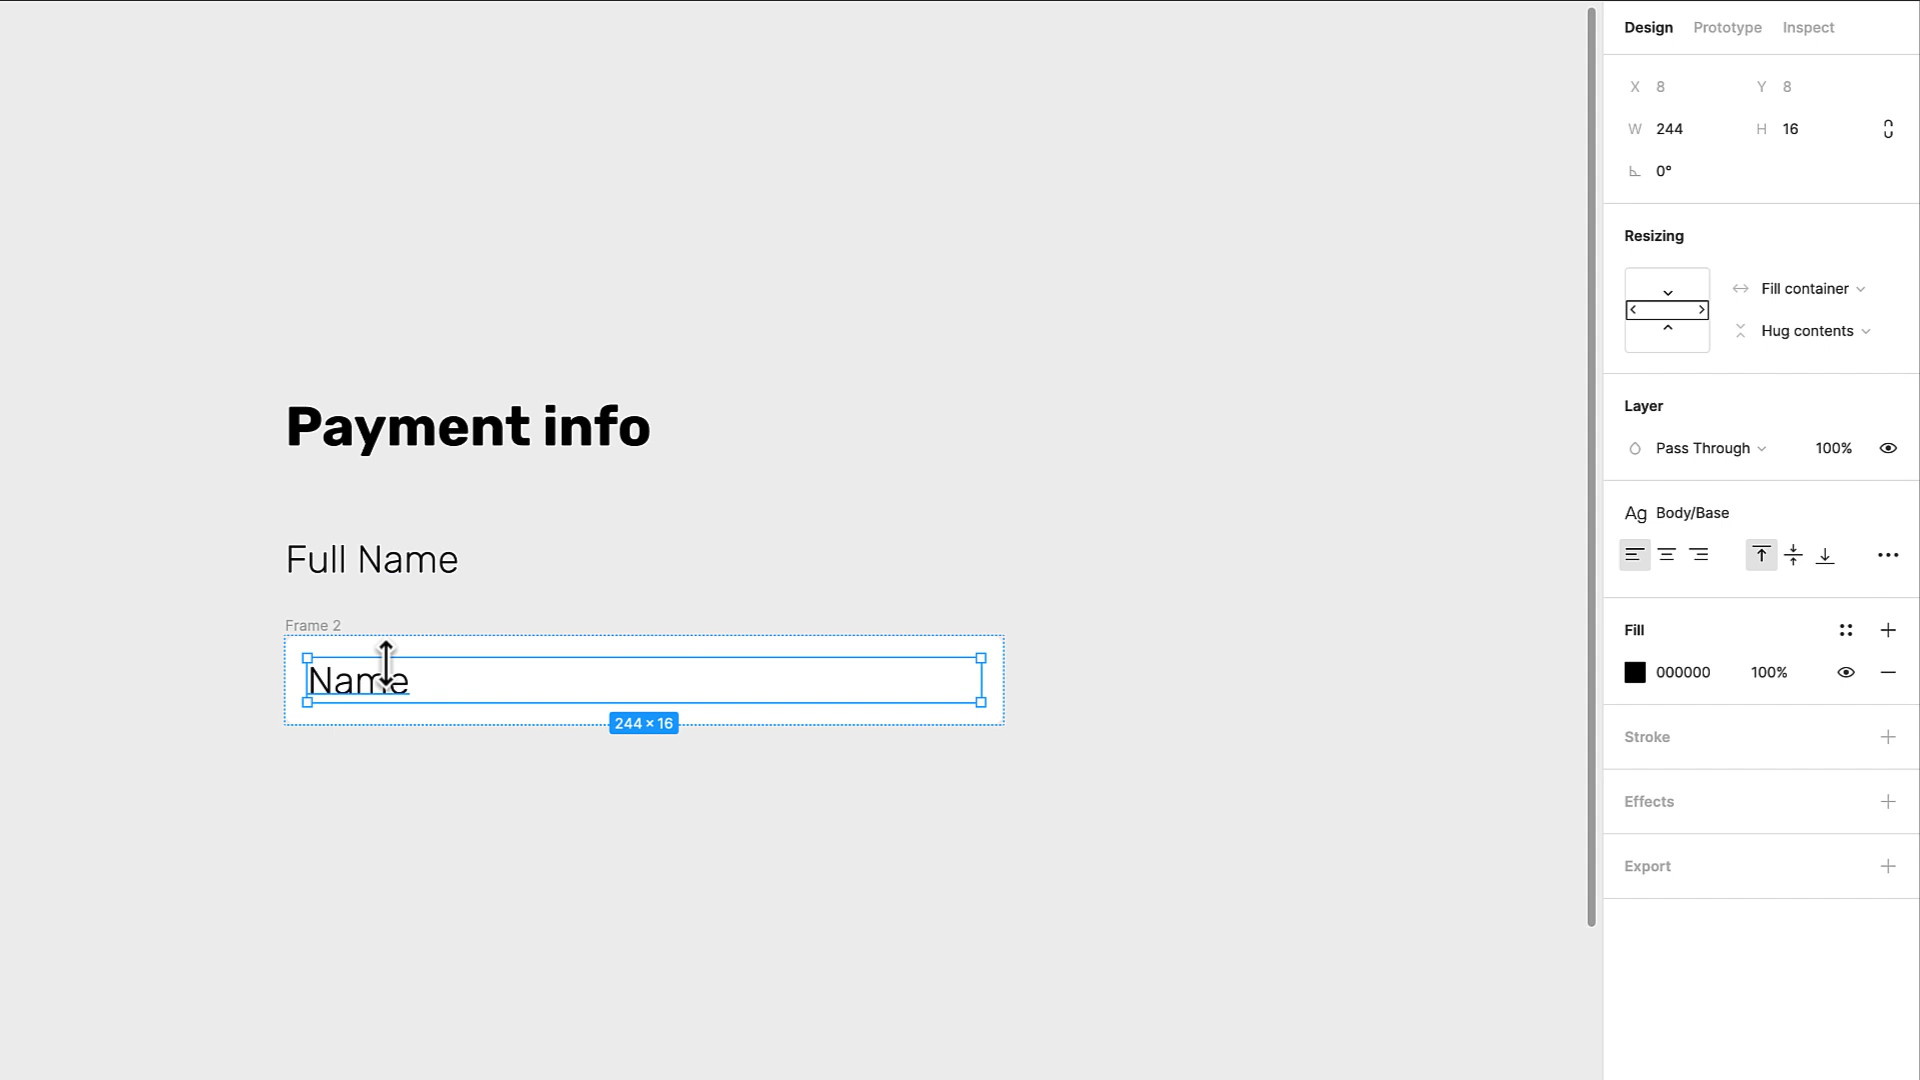 Design Prototype Inspect
X 8 Y 8
W 244 H 16
0°
Resizing
Fill container
Hug contents
Layer
Pass Through 100%
Ag Body/Base
Fill
000000 100%
Stroke
Effects
Export
Payment info
Full Name
Frame 2
Name
244 × 16